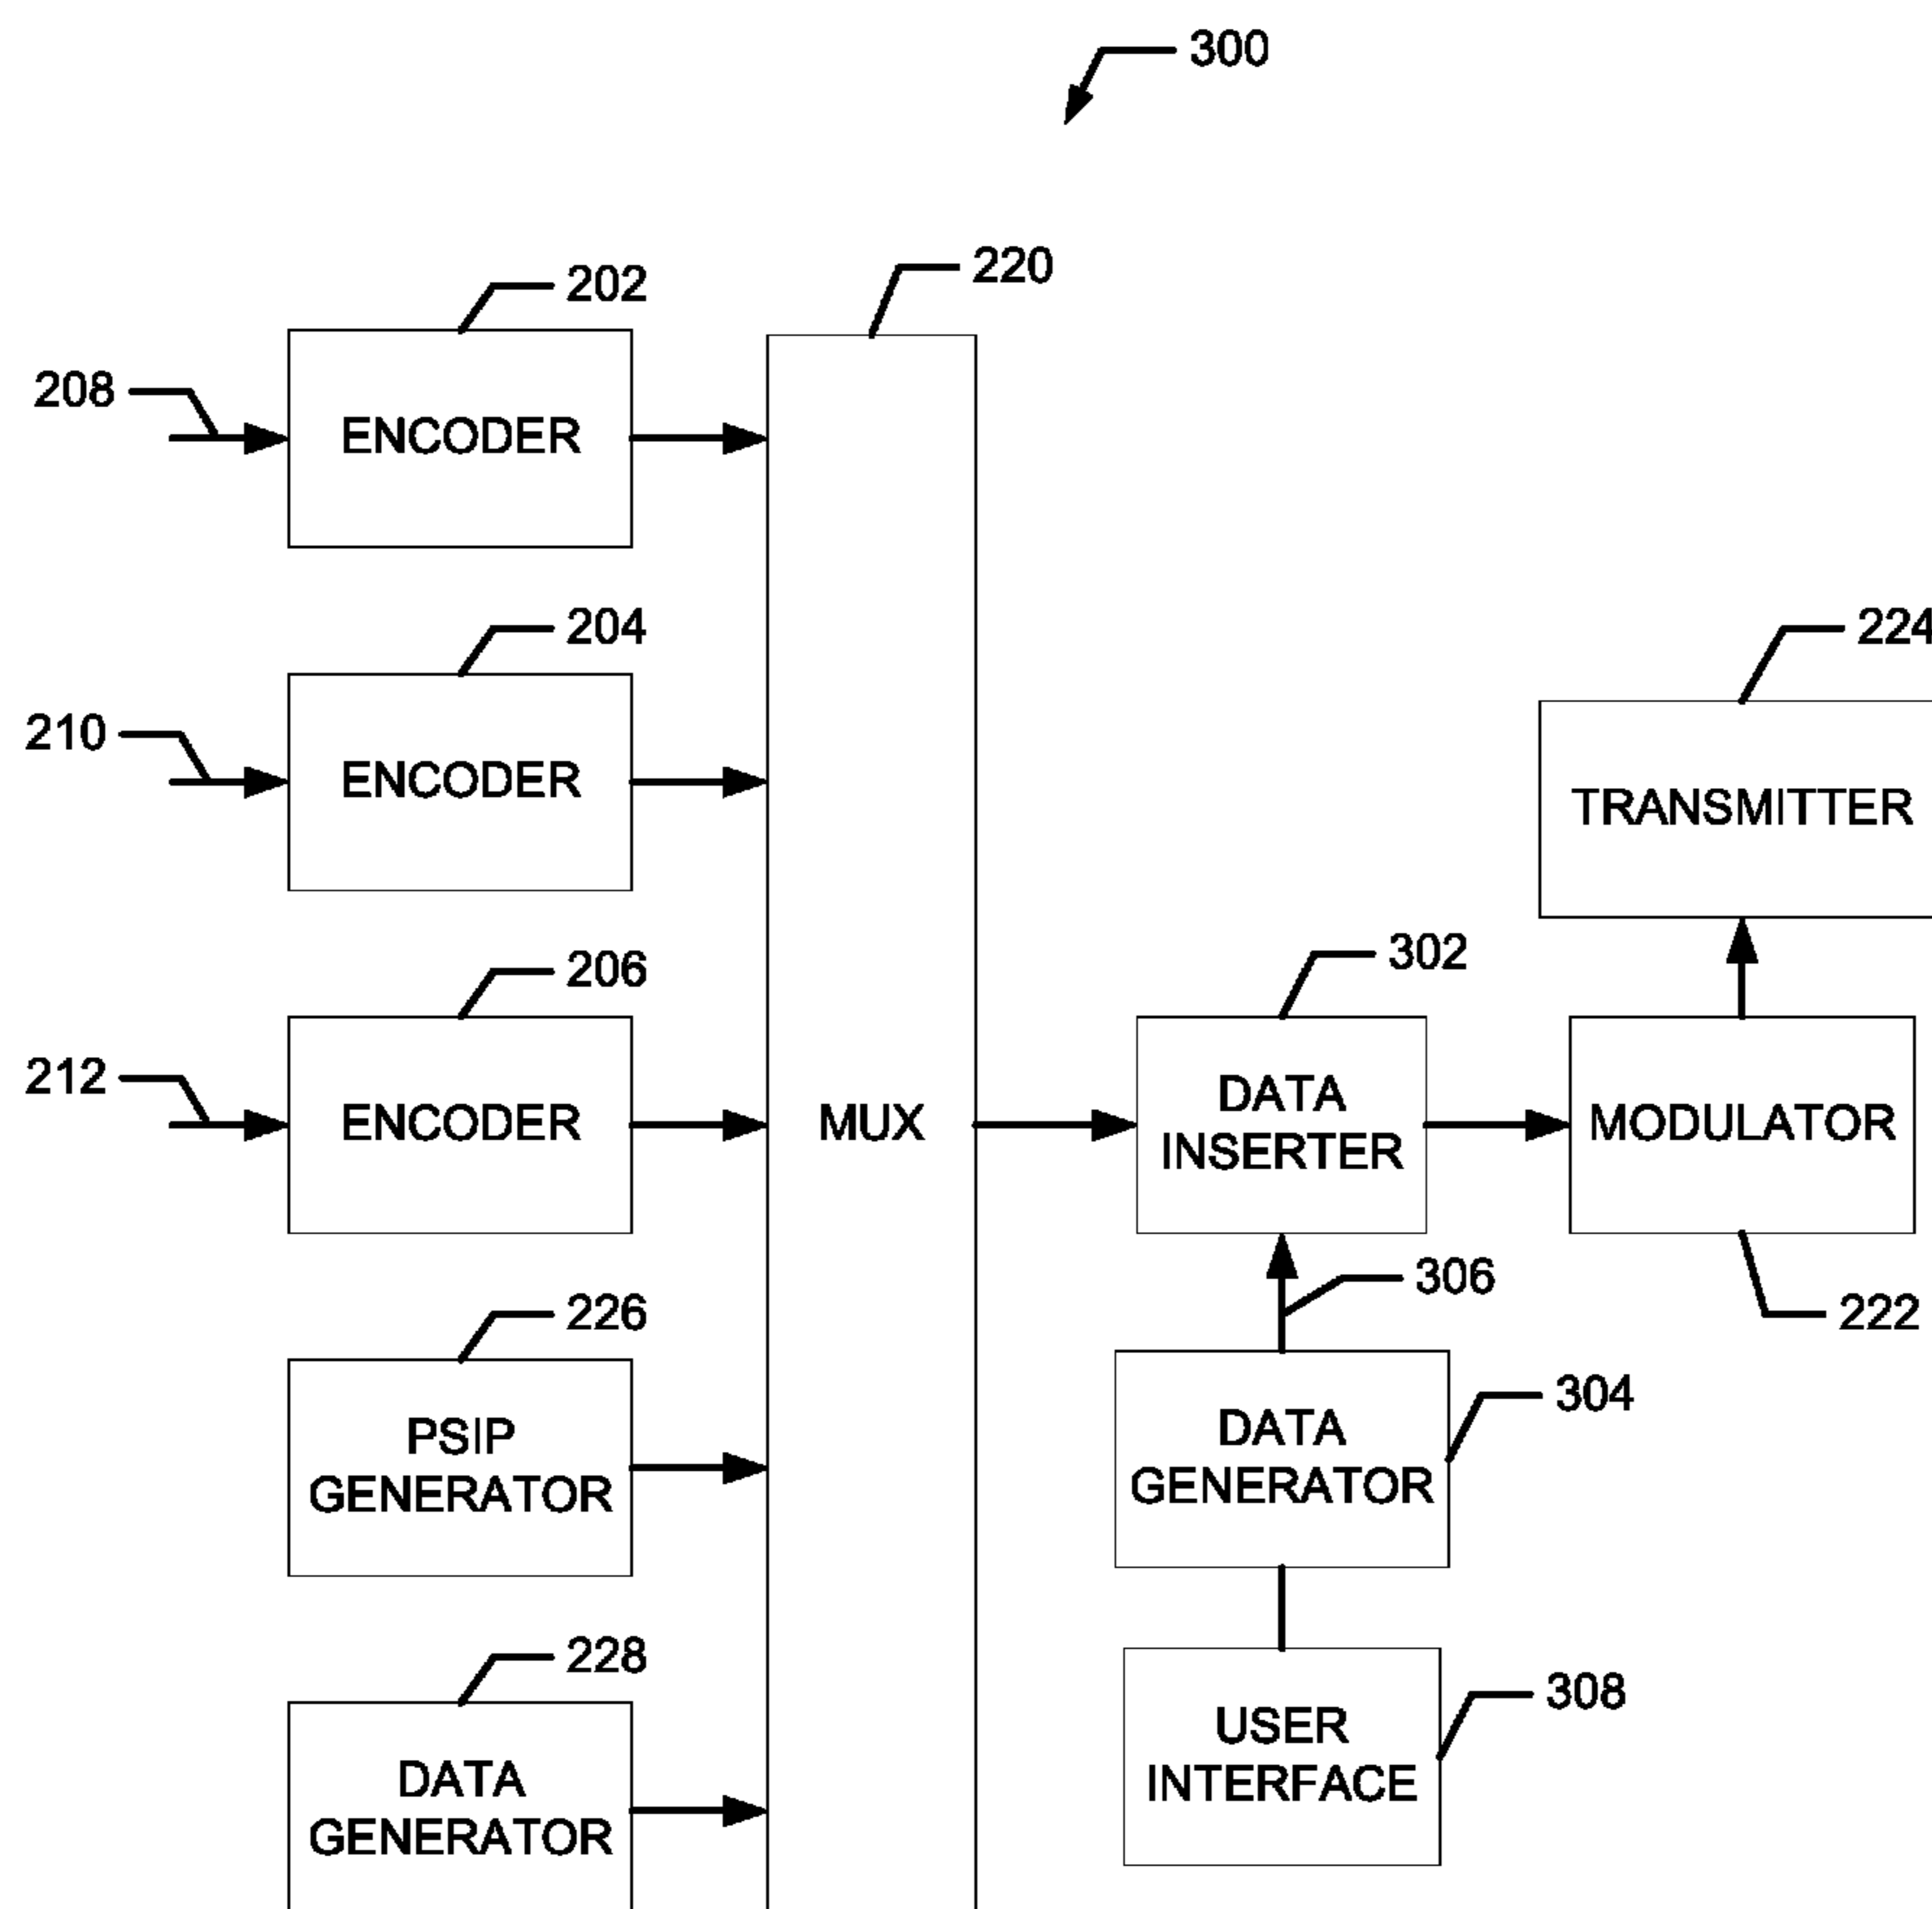 300
220
202
208
ENCODER
204
224
210
ENCODER
TRANSMITTER
302
206
212
ENCODER
MUX
DATA
INSERTER
MODULATOR
306
226
222
304
PSIP
GENERATOR
DATA
GENERATOR
228
308
DATA
GENERATOR
USER
INTERFACE